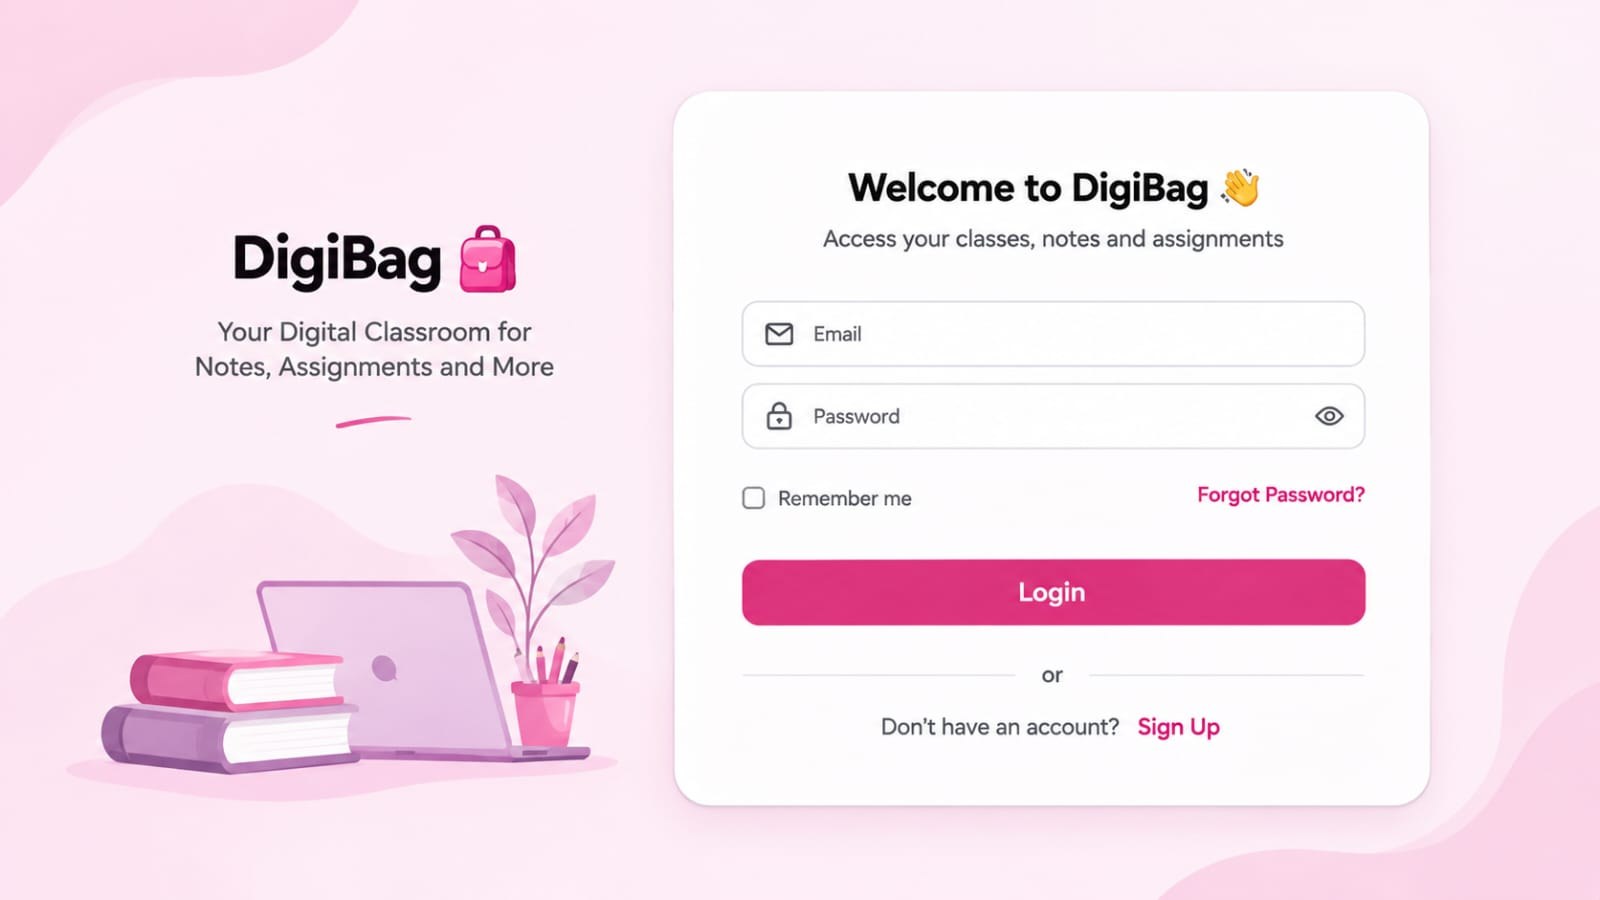 DigiBag
Your Digital Classroom for
Notes, Assignments and More
Welcome to DigiBag 👋
Access your classes, notes and assignments
Email
Password
Remember me
Forgot Password?
Login
or
Don't have an account? Sign Up